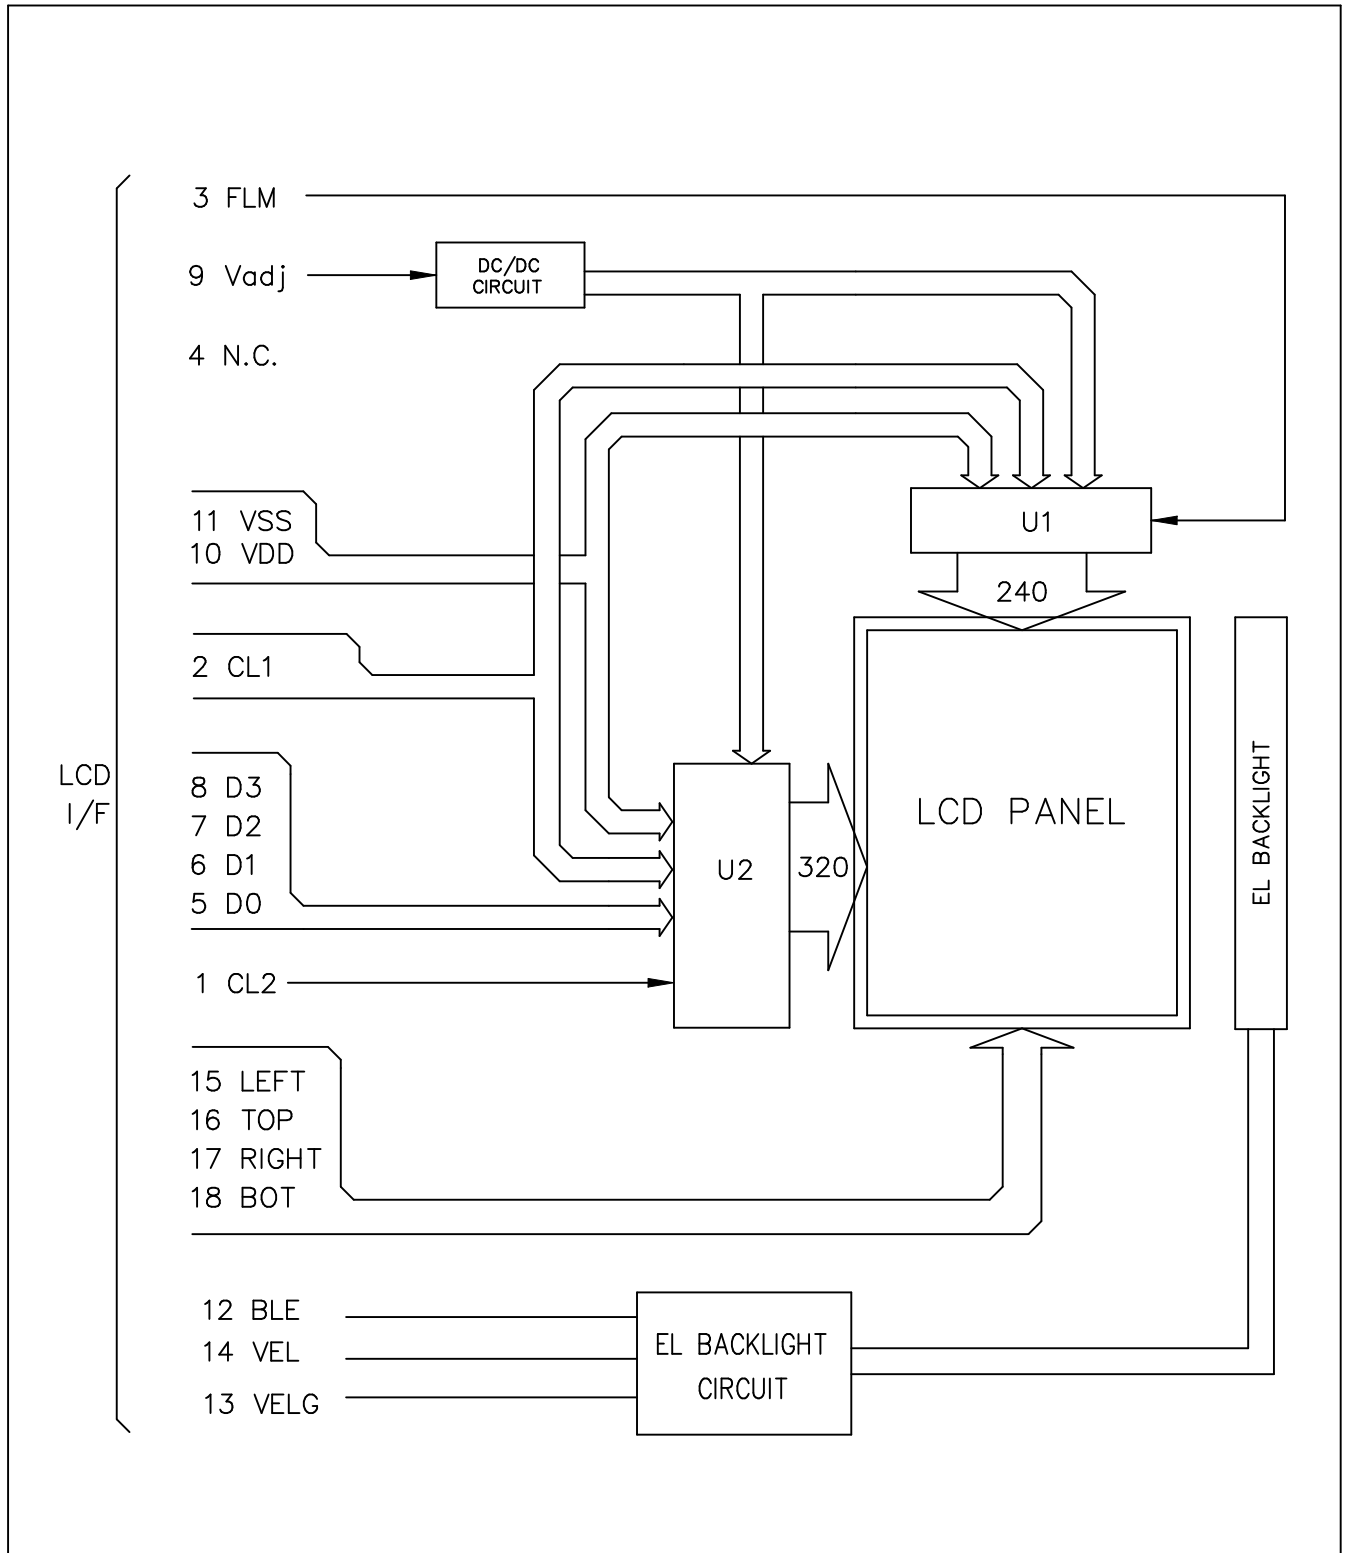 3 FLM
9 Vadj
DC/DC
CIRCUIT
4 N.C.
11 VSS
10 VDD
U1
240
2 CL1
LCD
I/F
8 D3
7 D2
6 D1
5 D0
U2
320
LCD PANEL
EL BACKLIGHT
1 CL2
15 LEFT
16 TOP
17 RIGHT
18 BOT
12 BLE
14 VEL
13 VELG
EL BACKLIGHT
CIRCUIT